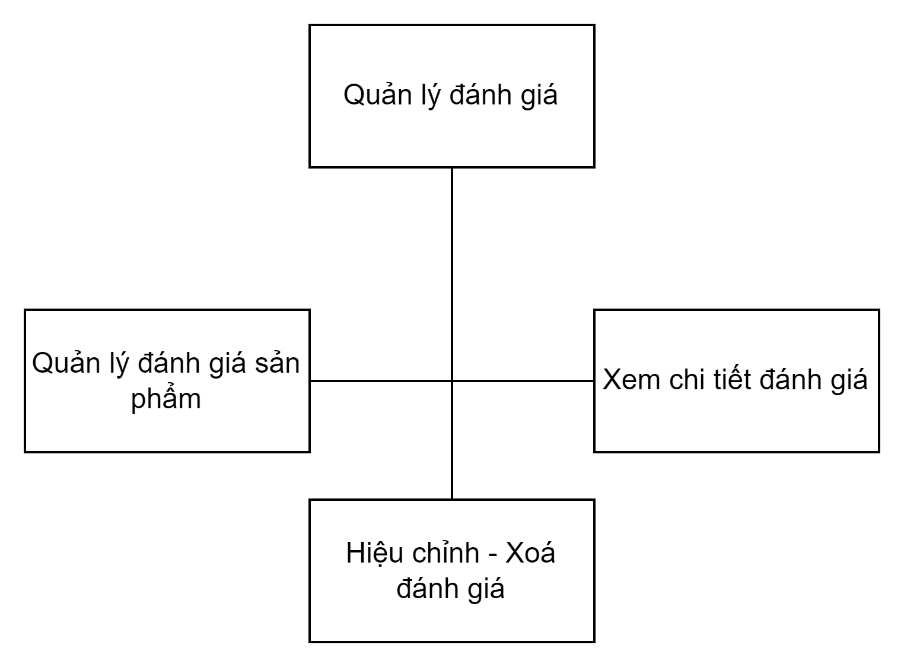 Quản lý đánh giá
Quản lý đánh giá sản
phẩm
Xem chi tiết đánh giá
Hiệu chỉnh - Xoá
đánh giá